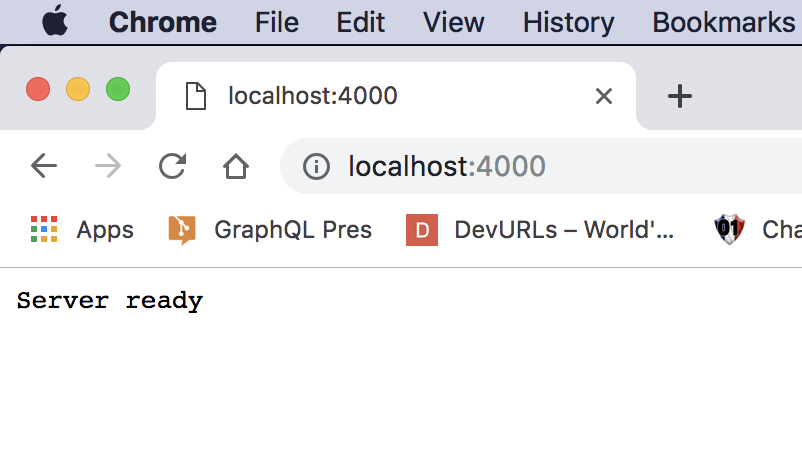 Chrome File Edit View History Bookmarks
localhost:4000
localhost:4000
Apps GraphQL Pres D DevURLs – World'... 01 Cha
Server ready